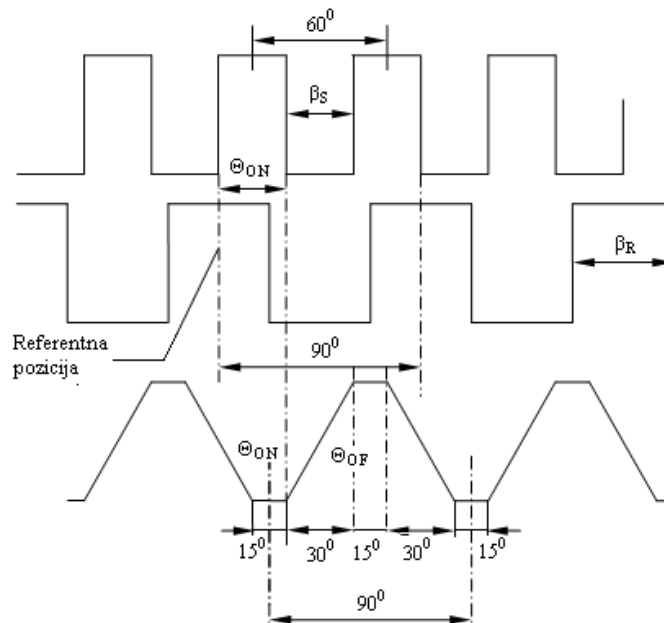 60⁰
βS
ΘON
βR
Referentna
pozicija
90⁰
ΘON
ΘOF
15⁰ 30⁰ 15⁰ 30⁰ 15⁰
90⁰